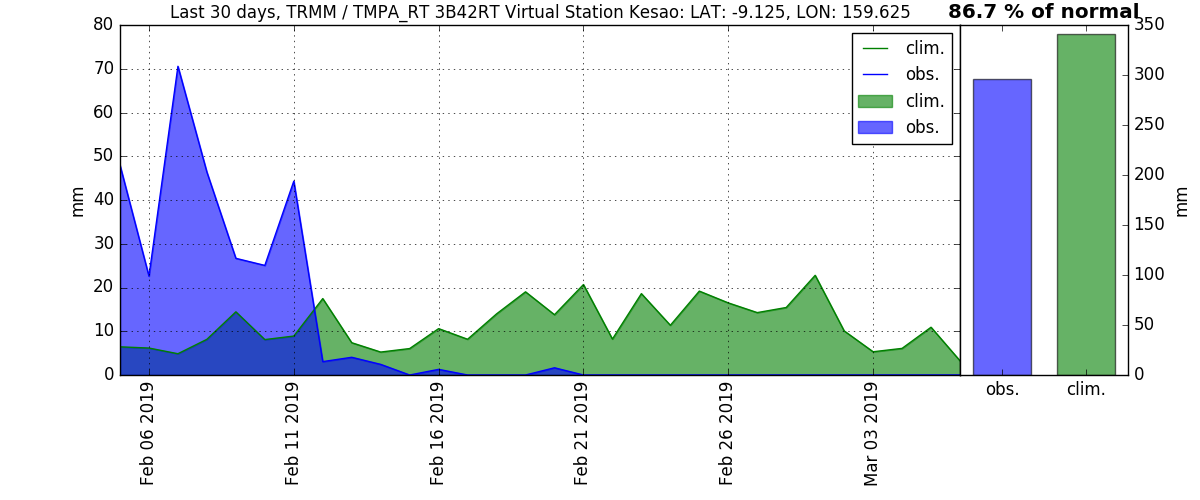 Last 30 days, TRMM / TMPA_RT 3B42RT Virtual Station Kesao: LAT: -9.125, LON: 159.625
86.7 % of normal
80
70
60
50
40
30
20
10
0
mm
clim.
obs.
clim.
obs.
Feb 06 2019
Feb 11 2019
Feb 16 2019
Feb 21 2019
Feb 26 2019
Mar 03 2019
350
300
250
200
150
100
50
0
mm
obs.
clim.